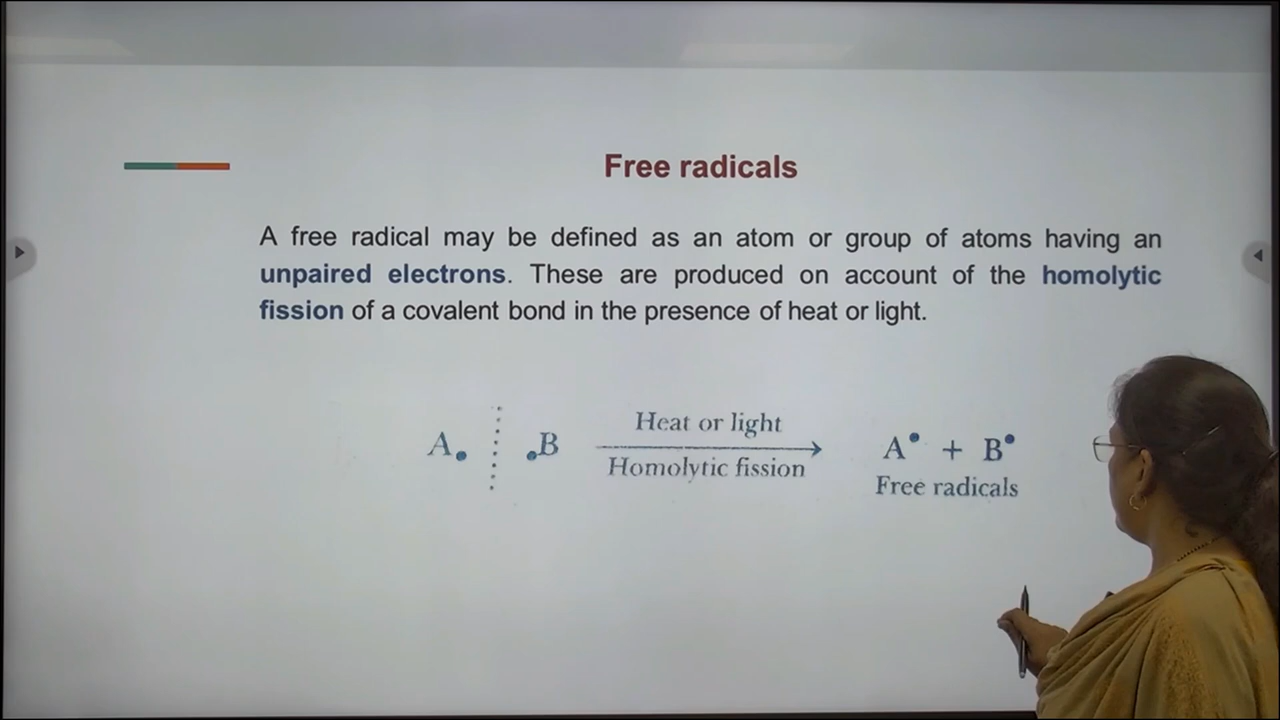 Free radicals
A free radical may be defined as an atom or group of atoms having an
unpaired electrons. These are produced on account of the homolytic
fission of a covalent bond in the presence of heat or light.
Heat or light
A. .B A• + B•
Homolytic fission
Free radicals